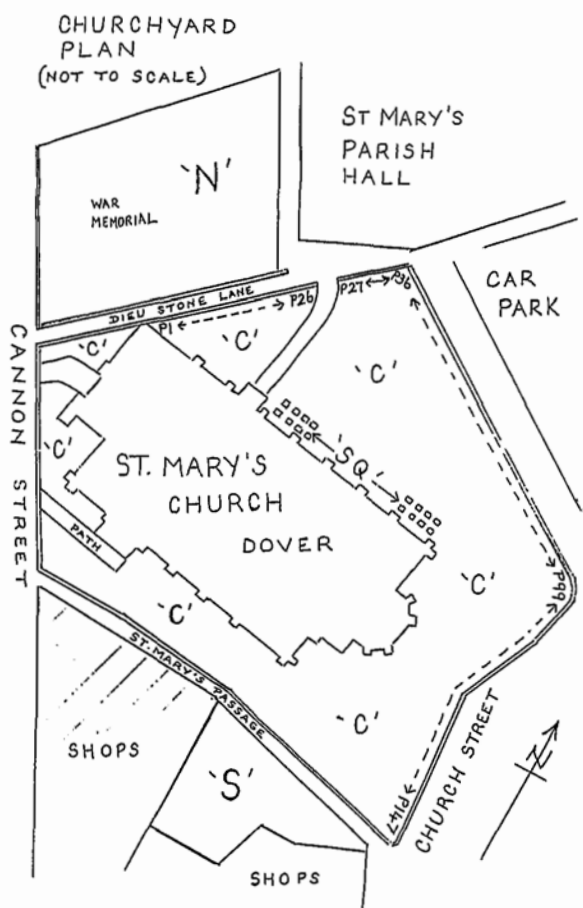 CHURCHYARD
PLAN
(NOT TO SCALE)
ST MARY'S
PARISH
HALL
'N'
WAR
MEMORIAL
DIEU STONE LANE
CAR
PARK
P1
P26
P27
P36
'C'
'C'
'C'
'C'
CANNON STREET
'SQ'
ST. MARY'S
CHURCH
DOVER
PATH
'C'
'C'
P99
'C'
ST. MARY'S PASSAGE
SHOPS
'S'
SHOPS
P147
CHURCH STREET
N